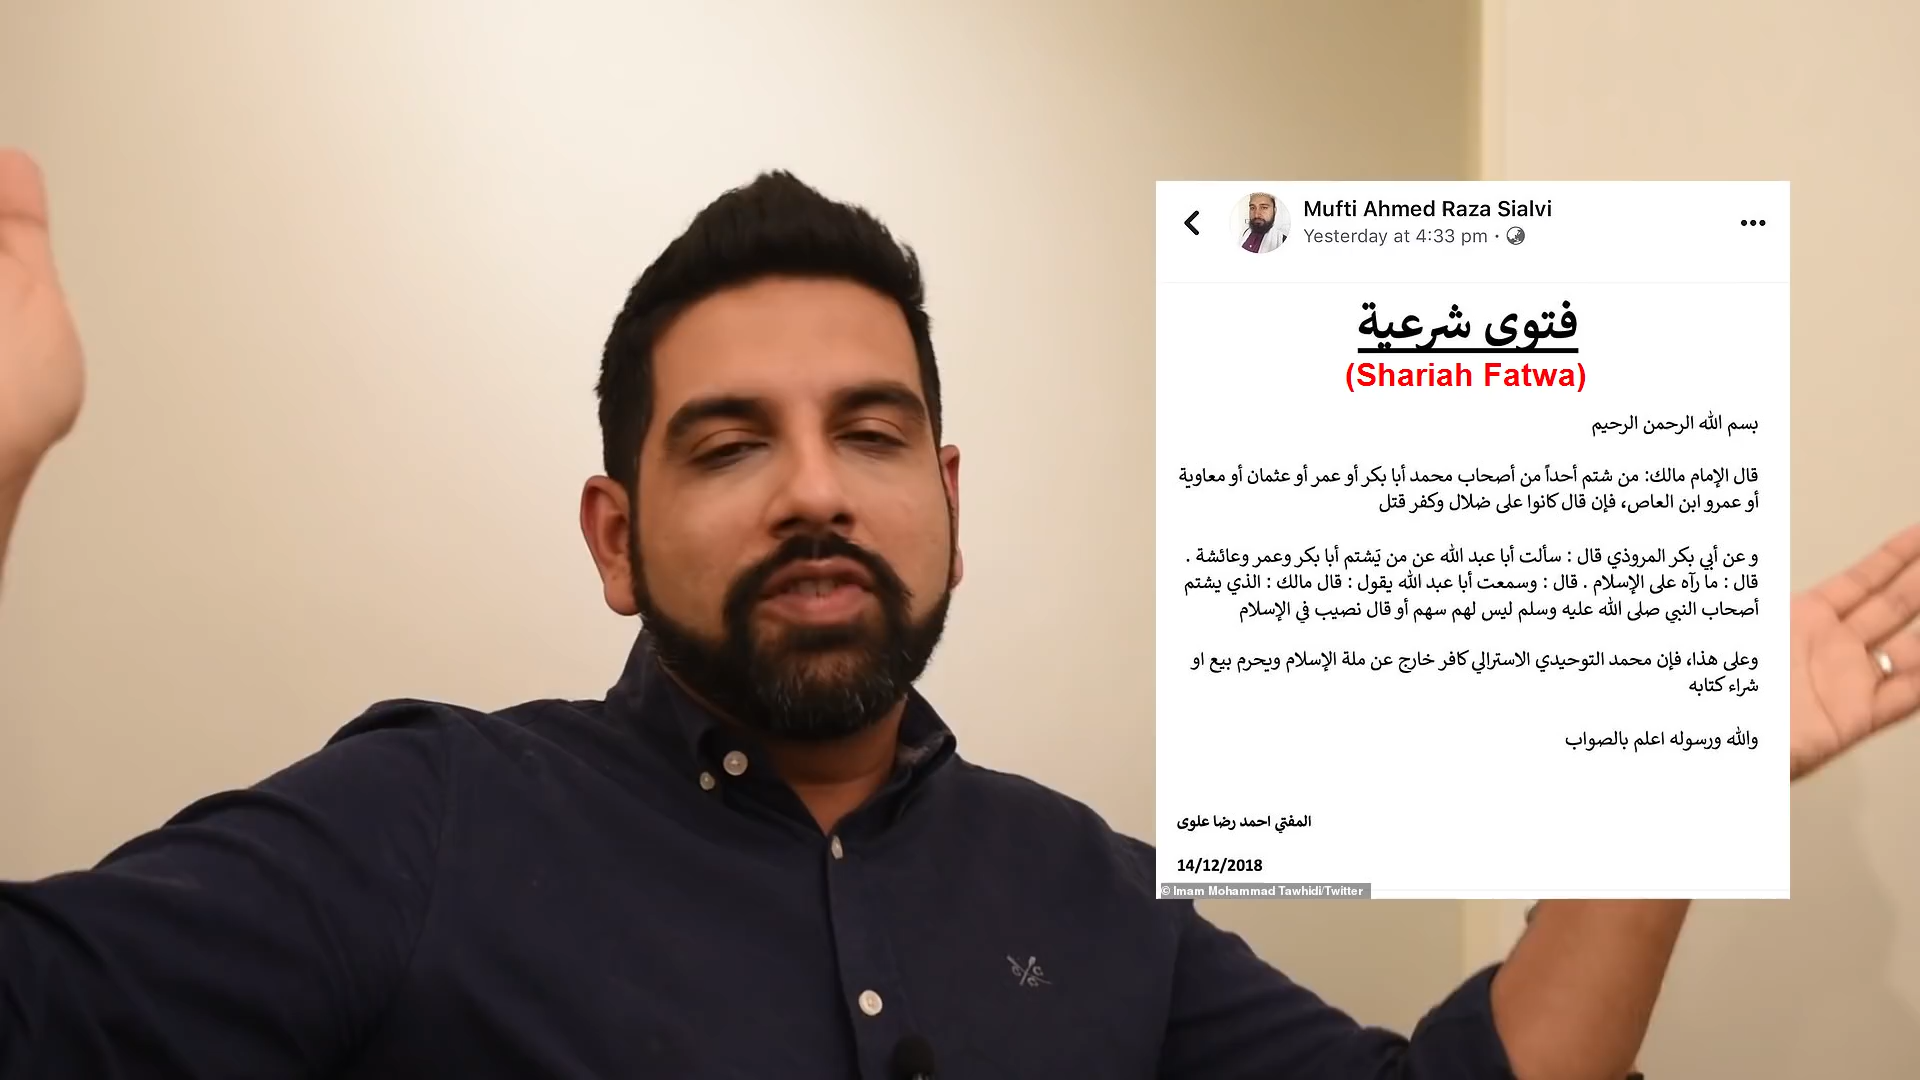 Mufti Ahmed Raza Sialvi
Yesterday at 4:33 pm ·
فتوى شرعية
(Shariah Fatwa)
بسم الله الرحمن الرحيم
قال الإمام مالك: من شتم أحداً من أصحاب محمد أبا بكر أو عمر أو عثمان أو معاوية
أو عمرو ابن العاص، فإن قال كانوا على ضلال وكفر قتل
و عن أبي بكر المروذي قال : سألت أبا عبد الله عن من يَشتم أبا بكر وعمر وعائشة .
قال : ما رآه على الإسلام . قال : وسمعت أبا عبد الله يقول : قال مالك : الذي يشتم
أصحاب النبي صلى الله عليه وسلم ليس لهم سهم أو قال نصيب في الإسلام
وعلى هذا، فإن محمد التوحيدي الاسترالي كافر خارج عن ملة الإسلام ويحرم بيع او
شراء كتابه
والله ورسوله اعلم بالصواب
المفتي احمد رضا علوى
14/12/2018
© Imam Mohammad Tawhidi/Twitter